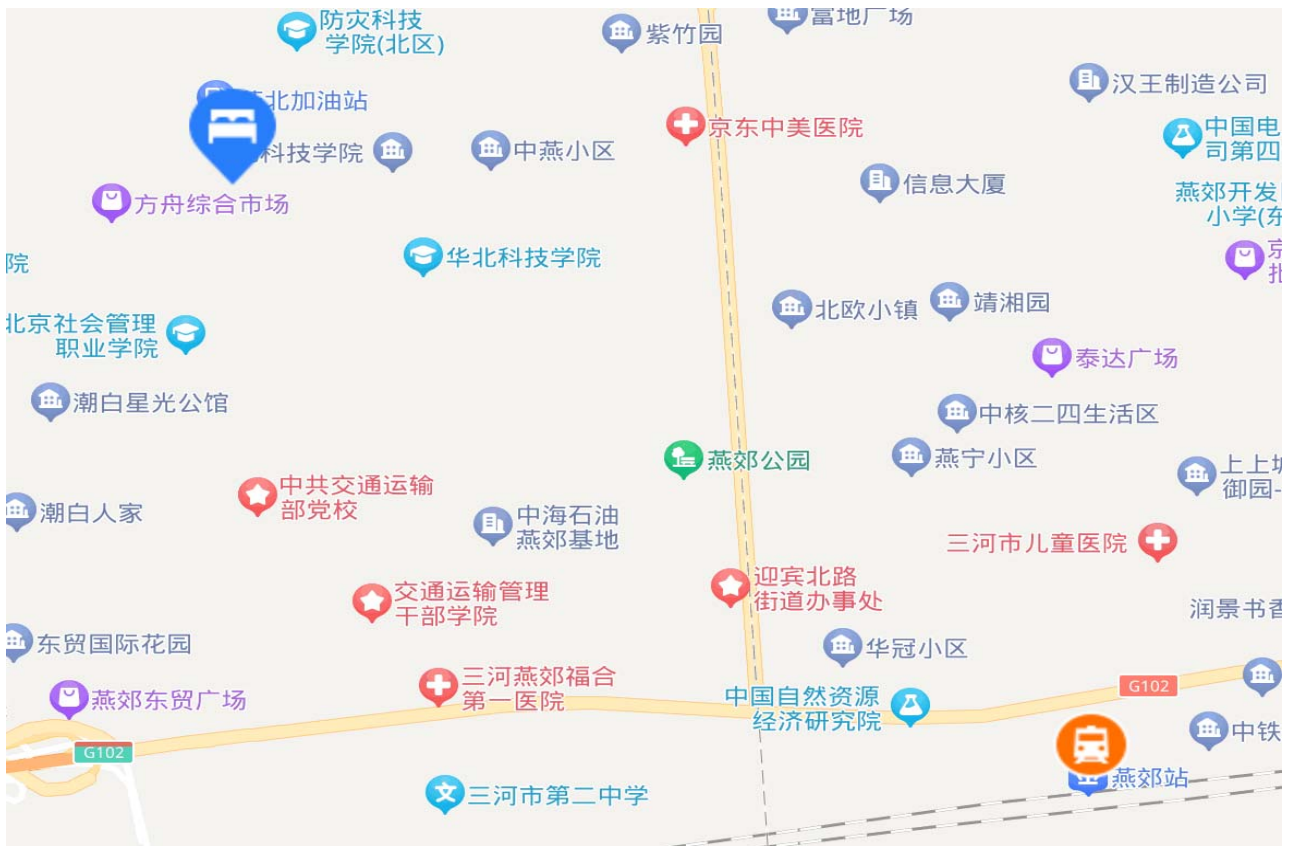 防灾科技
学院(北区)
紫竹园
富地广场
汉王制造公司
北加油站
京东中美医院
中国电
司第四
科技学院
中燕小区
信息大厦
燕郊开发
小学(东
方舟综合市场
华北科技学院
院
京
批
北欧小镇
靖湘园
北京社会管理
职业学院
泰达广场
潮白星光公馆
中核二四生活区
燕郊公园
燕宁小区
上上城
御园-
中共交通运输
部党校
潮白人家
中海石油
燕郊基地
三河市儿童医院
迎宾北路
街道办事处
交通运输管理
干部学院
润景书香
东贸国际花园
华冠小区
三河燕郊福合
第一医院
G102
中国自然资源
经济研究院
燕郊东贸广场
中铁
G102
燕郊站
三河市第二中学
文